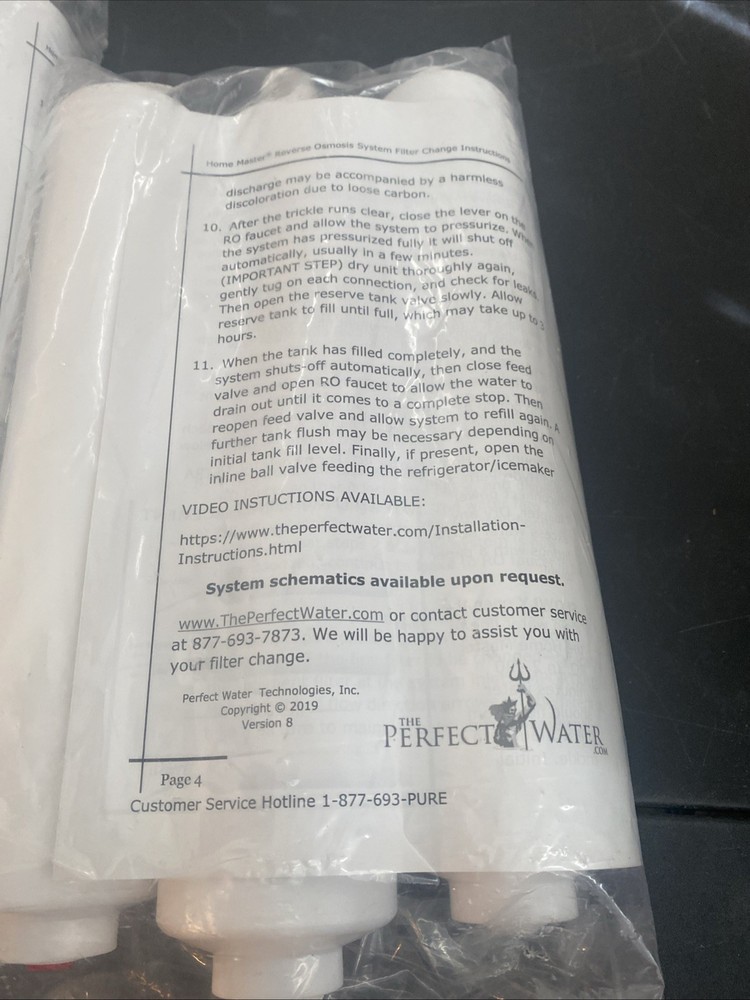 Home Master® Reverse Osmosis System Filter Change Instructions
discharge may be accompanied by a harmless
discoloration due to loose carbon.
10. After the trickle runs clear, close the lever on the
RO faucet and allow the system to pressurize. When
the system has pressurized fully it will shut off
automatically, usually in a few minutes.
(IMPORTANT STEP) dry unit thoroughly again,
gently tug on each connection, and check for leaks.
Then open the reserve tank valve slowly. Allow
reserve tank to fill until full, which may take up to 3
hours.
11. When the tank has filled completely, and the
system shuts-off automatically, then close feed
valve and open RO faucet to allow the water to
drain out until it comes to a complete stop. Then
reopen feed valve and allow system to refill again. A
further tank flush may be necessary depending on
initial tank fill level. Finally, if present, open the
inline ball valve feeding the refrigerator/icemaker
VIDEO INSTUCTIONS AVAILABLE:
https://www.theperfectwater.com/Installation-
Instructions.html
System schematics available upon request.
www.ThePerfectWater.com or contact customer service
at 877-693-7873. We will be happy to assist you with
your filter change.
Perfect Water Technologies, Inc.
Copyright © 2019
Version 8
THE
PERFECT WATER
.COM
Page 4
Customer Service Hotline 1-877-693-PURE